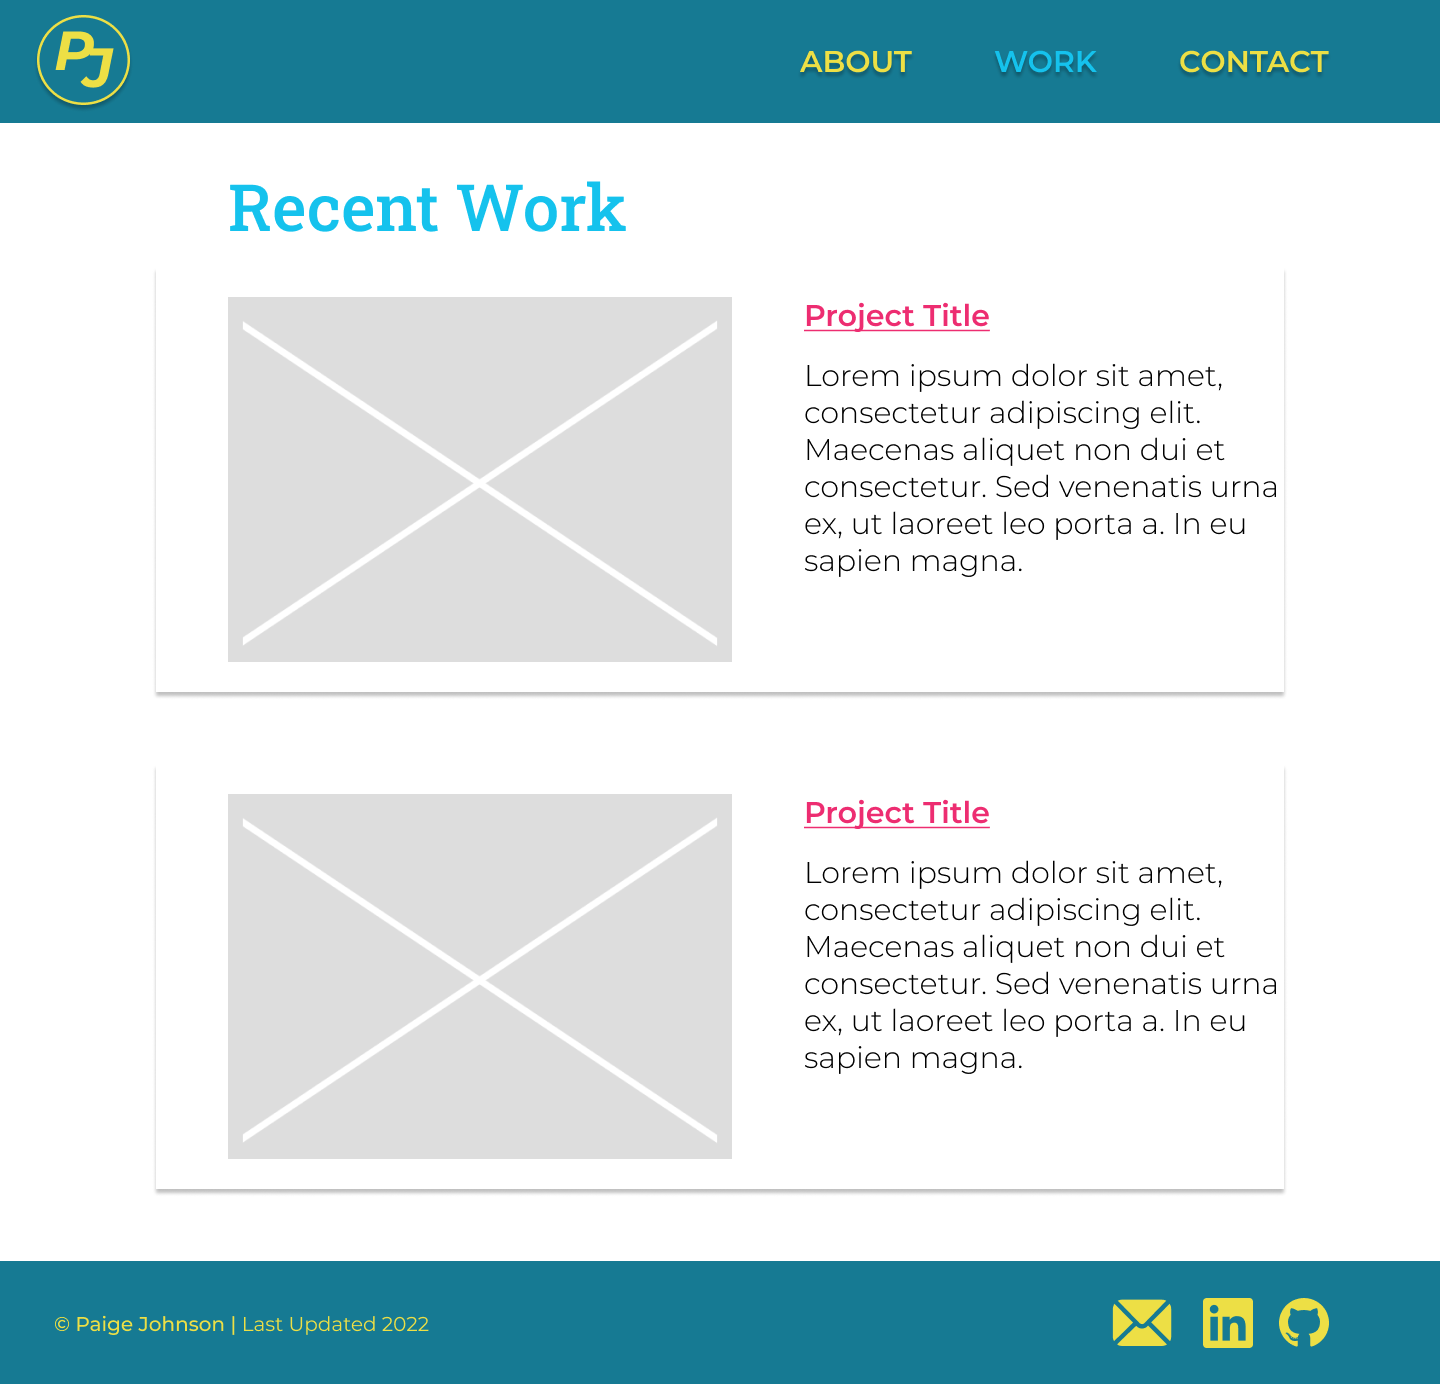 PJ
ABOUT WORK CONTACT
Recent Work
Project Title
Lorem ipsum dolor sit amet,
consectetur adipiscing elit.
Maecenas aliquet non dui et
consectetur. Sed venenatis urna
ex, ut laoreet leo porta a. In eu
sapien magna.
Project Title
Lorem ipsum dolor sit amet,
consectetur adipiscing elit.
Maecenas aliquet non dui et
consectetur. Sed venenatis urna
ex, ut laoreet leo porta a. In eu
sapien magna.
© Paige Johnson | Last Updated 2022
in